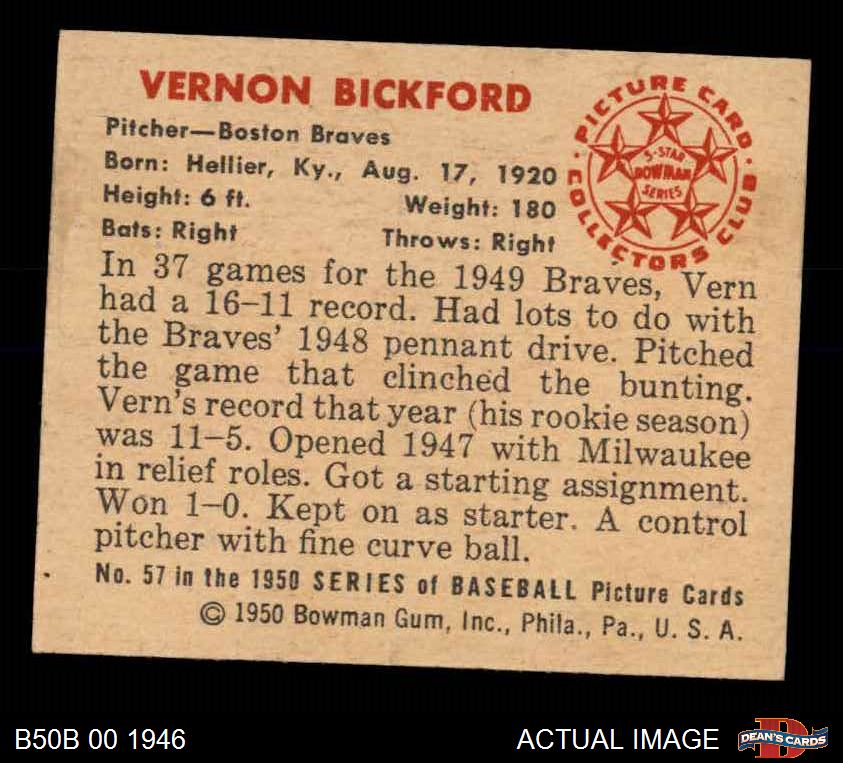 VERNON BICKFORD
Pitcher—Boston Braves
Born: Hellier, Ky., Aug. 17, 1920
Height: 6 ft. Weight: 180
Bats: Right Throws: Right
PICTURE CARD
COLLECTORS CLUB
5-STAR
BOWMAN
SERIES
In 37 games for the 1949 Braves, Vern
had a 16–11 record. Had lots to do with
the Braves' 1948 pennant drive. Pitched
the game that clinched the bunting.
Vern's record that year (his rookie season)
was 11–5. Opened 1947 with Milwaukee
in relief roles. Got a starting assignment.
Won 1–0. Kept on as starter. A control
pitcher with fine curve ball.
No. 57 in the 1950 SERIES of BASEBALL Picture Cards
© 1950 Bowman Gum, Inc., Phila., Pa., U. S. A.
B50B 00 1946
ACTUAL IMAGE
D
DEAN'S CARDS